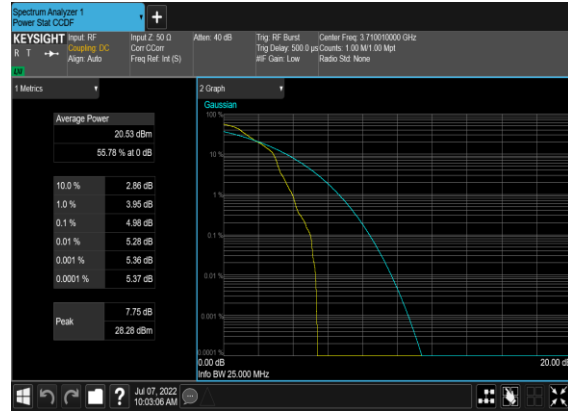 Spectrum Analyzer 1
Power Stat CCDF
KEYSIGHT
R T
LXI
Input: RF
Coupling: DC
Align: Auto
Input Z: 50 Ω
Corr CCorr
Freq Ref: Int (S)
Atten: 40 dB
Trig: RF Burst
Trig Delay: 500.0 µs
#IF Gain: Low
Center Freq: 3.710010000 GHz
Counts: 1.00 M/1.00 Mpt
Radio Std: None
1 Metrics
Average Power
20.53 dBm
55.78 % at 0 dB
10.0 % 2.86 dB
1.0 % 3.95 dB
0.1 % 4.98 dB
0.01 % 5.28 dB
0.001 % 5.36 dB
0.0001 % 5.37 dB
Peak
7.75 dB
28.28 dBm
2 Graph
Gaussian
100 %
10 %
1 %
0.1 %
0.01 %
0.001 %
0.0001 %
0.00 dB 20.00 dB
Info BW 25.000 MHz
Jul 07, 2022
10:03:06 AM